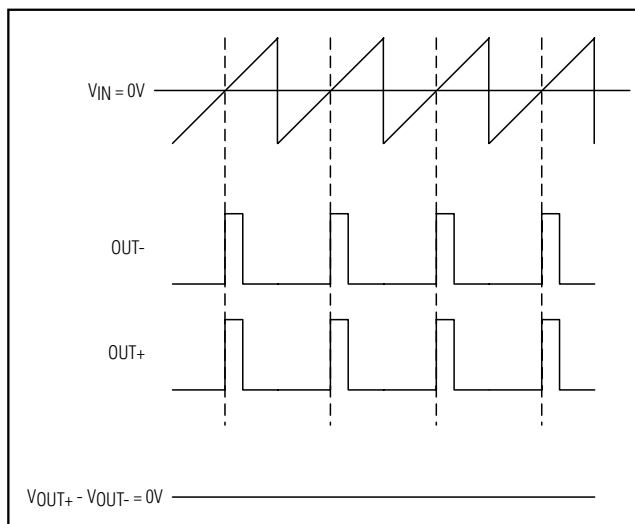 VIN = 0V
OUT-
OUT+
VOUT+ - VOUT- = 0V